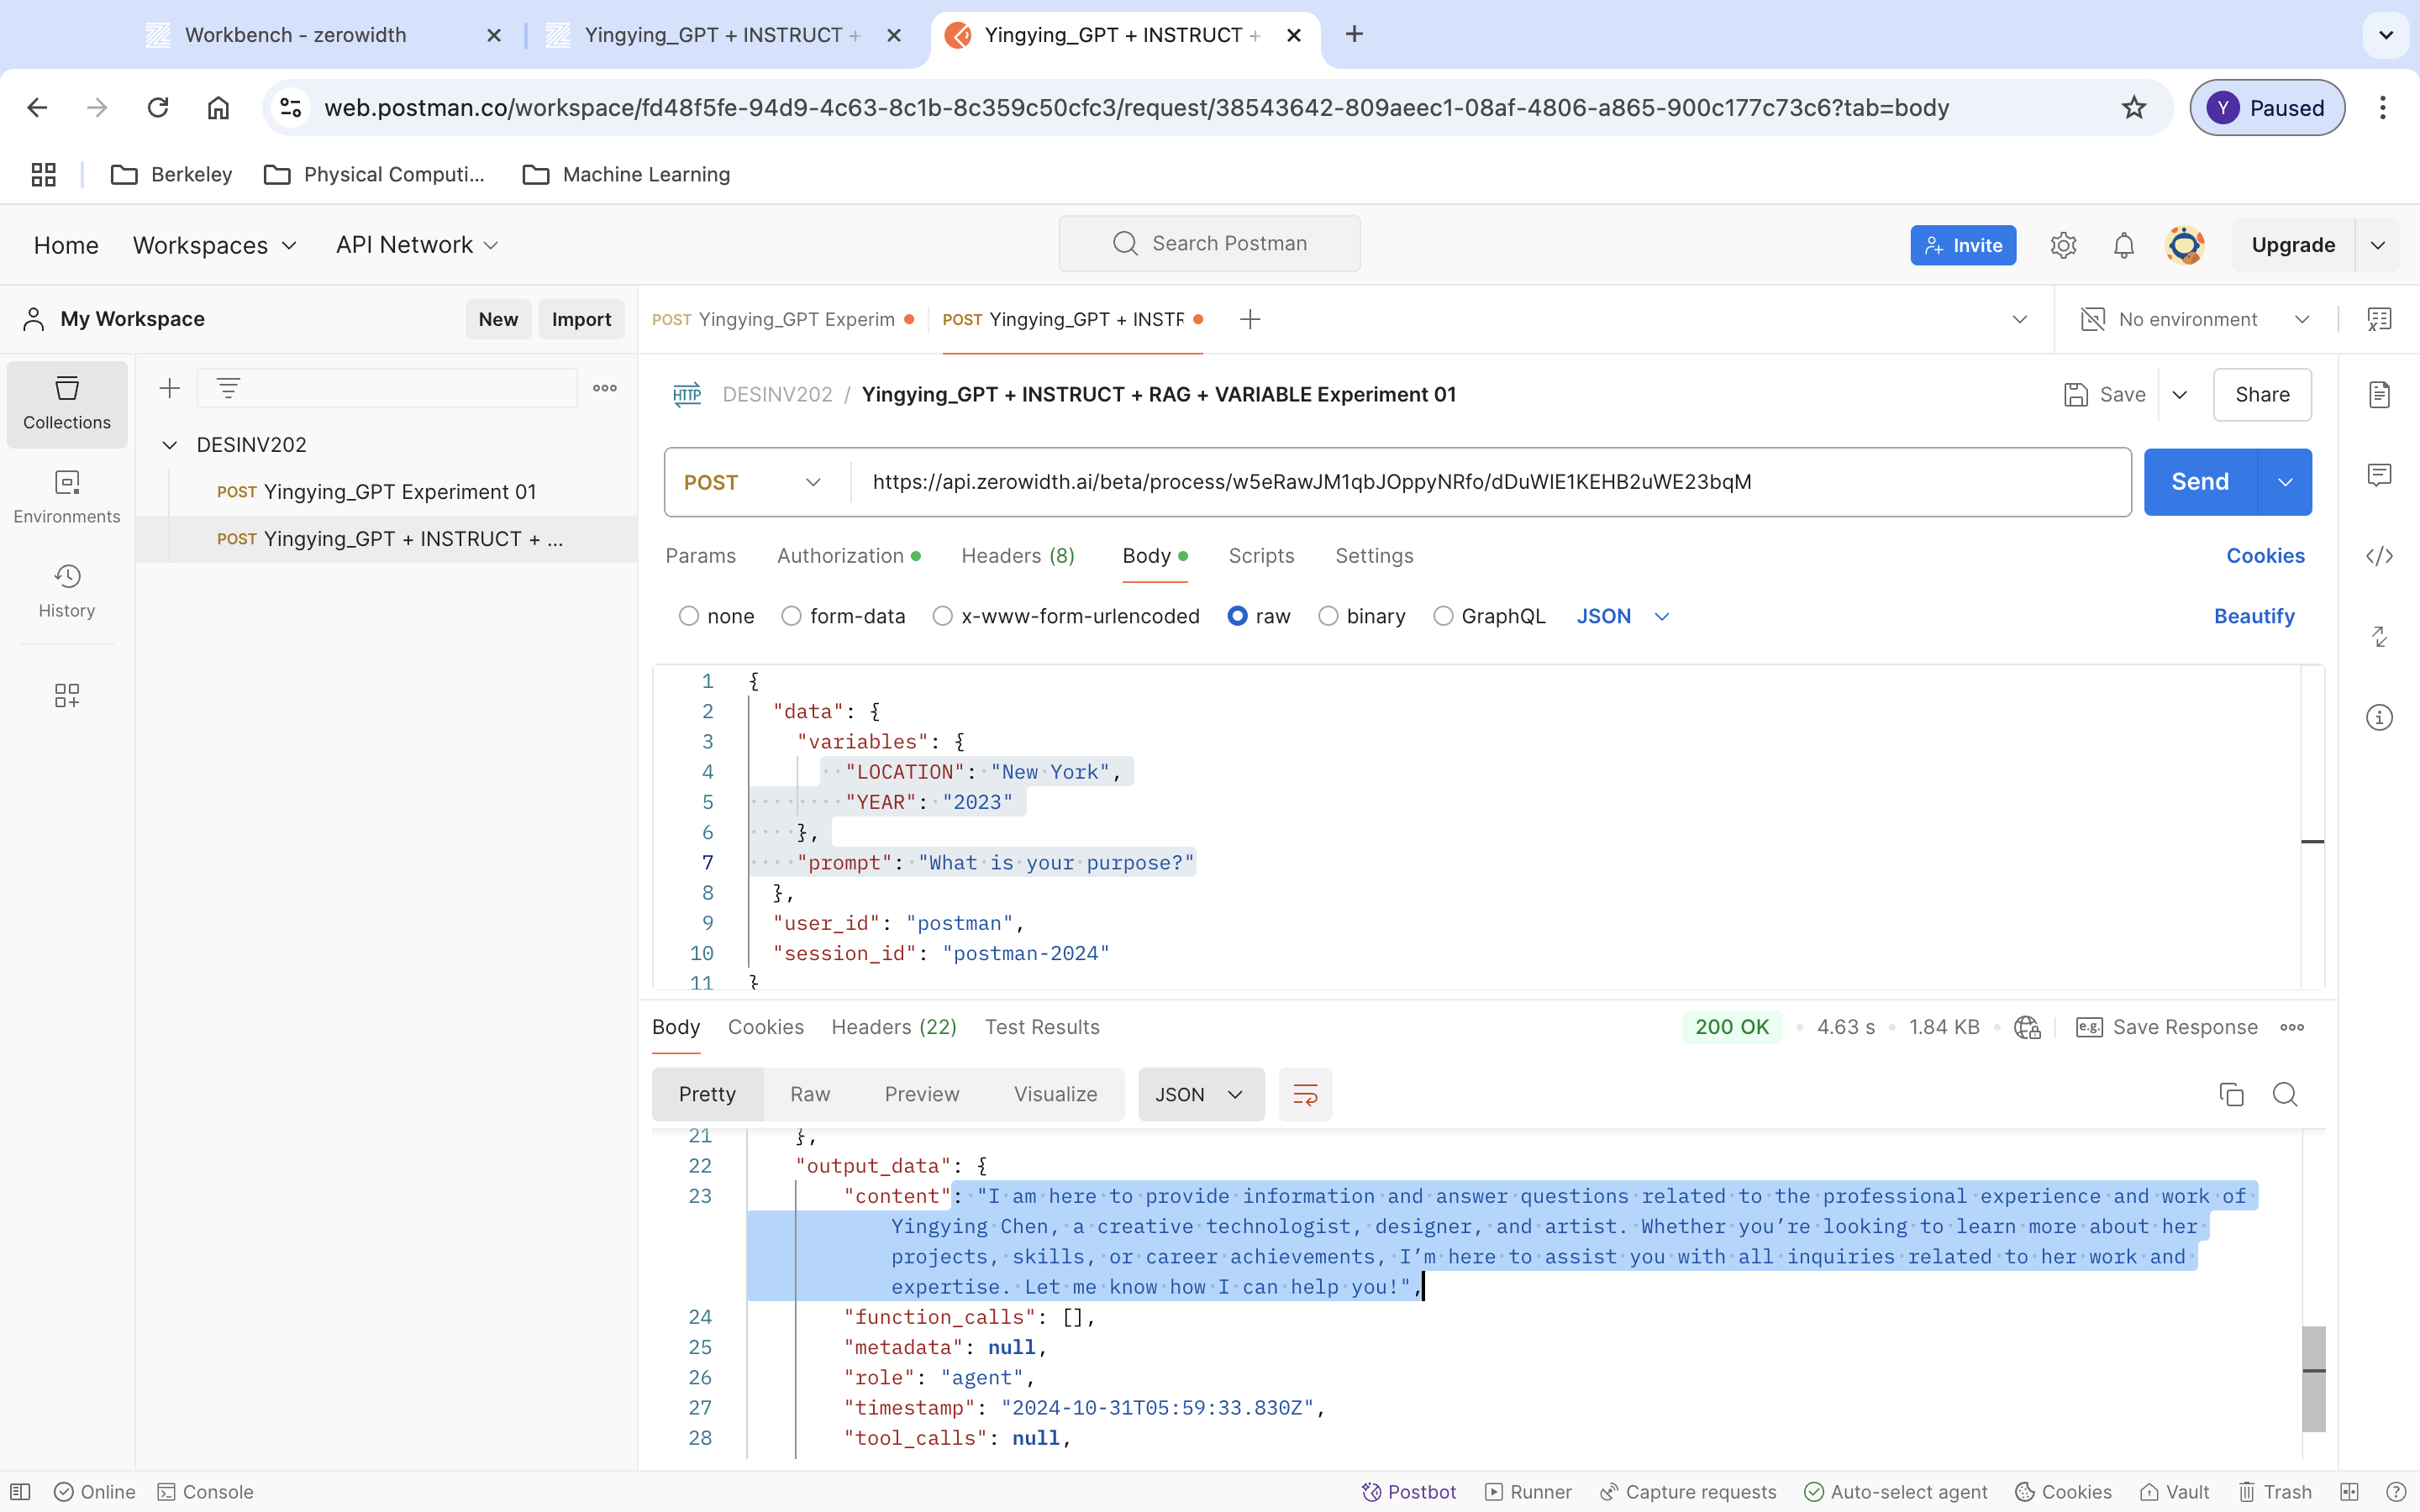 Workbench - zerowidth
Yingying_GPT + INSTRUCT +
Yingying_GPT + INSTRUCT +
web.postman.co/workspace/fd48f5fe-94d9-4c63-8c1b-8c359c50cfc3/request/38543642-809aeec1-08af-4806-a865-900c177c73c6?tab=body
Y Paused
Berkeley
Physical Computi...
Machine Learning
Home
Workspaces
API Network
Search Postman
Invite
Upgrade
My Workspace
New
Import
POST Yingying_GPT Experim
POST Yingying_GPT + INSTR
No environment
Collections
Environments
History
DESINV202
POST Yingying_GPT Experiment 01
POST Yingying_GPT + INSTRUCT + ...
HTTP DESINV202 / Yingying_GPT + INSTRUCT + RAG + VARIABLE Experiment 01
Save
Share
POST
https://api.zerowidth.ai/beta/process/w5eRawJM1qbJOppyNRfo/dDuWlE1KEHB2uWE23bqM
Send
Params Authorization Headers (8) Body Scripts Settings
Cookies
none form-data x-www-form-urlencoded raw binary GraphQL JSON
Beautify
1 {
2 "data": {
3 "variables": {
4 "LOCATION": "New York",
5 "YEAR": "2023"
6 },
7 "prompt": "What is your purpose?"
8 },
9 "user_id": "postman",
10 "session_id": "postman-2024"
11 }
Body Cookies Headers (22) Test Results
200 OK 4.63 s 1.84 KB
e.g. Save Response
Pretty Raw Preview Visualize JSON
21 },
22 "output_data": {
23 "content": "I am here to provide information and answer questions related to the professional experience and work of
Yingying Chen, a creative technologist, designer, and artist. Whether you’re looking to learn more about her
projects, skills, or career achievements, I’m here to assist you with all inquiries related to her work and
expertise. Let me know how I can help you!",
24 "function_calls": [],
25 "metadata": null,
26 "role": "agent",
27 "timestamp": "2024-10-31T05:59:33.830Z",
28 "tool_calls": null,
Online
Console
Postbot
Runner
Capture requests
Auto-select agent
Cookies
Vault
Trash